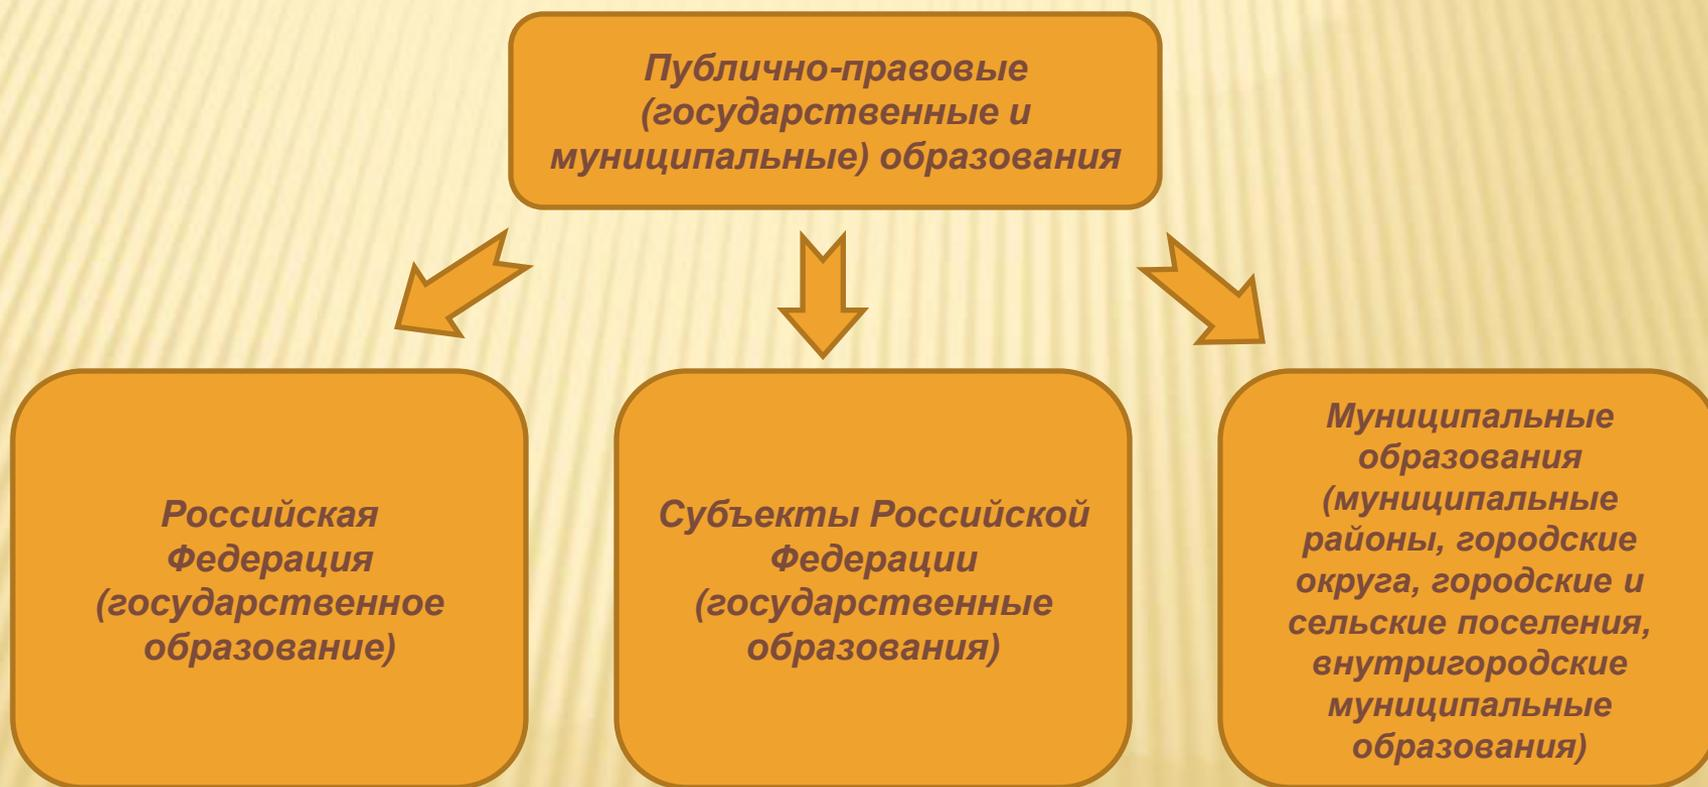 Публично-правовые
(государственные и
муниципальные) образования
Российская
Федерация
(государственное
образование)
Субъекты Российской
Федерации
(государственные
образования)
Муниципальные
образования
(муниципальные
районы, городские
округа, городские и
сельские поселения,
внутригородские
муниципальные
образования)